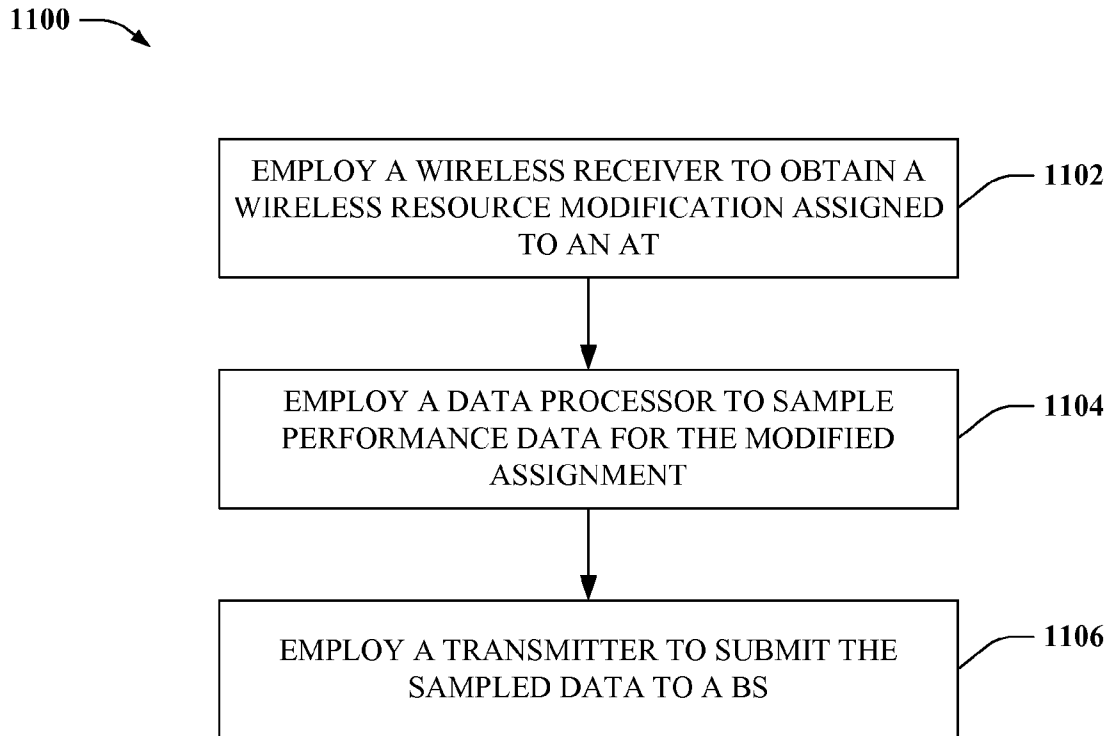 1100
EMPLOY A WIRELESS RECEIVER TO OBTAIN A
WIRELESS RESOURCE MODIFICATION ASSIGNED
TO AN AT
1102
EMPLOY A DATA PROCESSOR TO SAMPLE
PERFORMANCE DATA FOR THE MODIFIED
ASSIGNMENT
1104
EMPLOY A TRANSMITTER TO SUBMIT THE
SAMPLED DATA TO A BS
1106